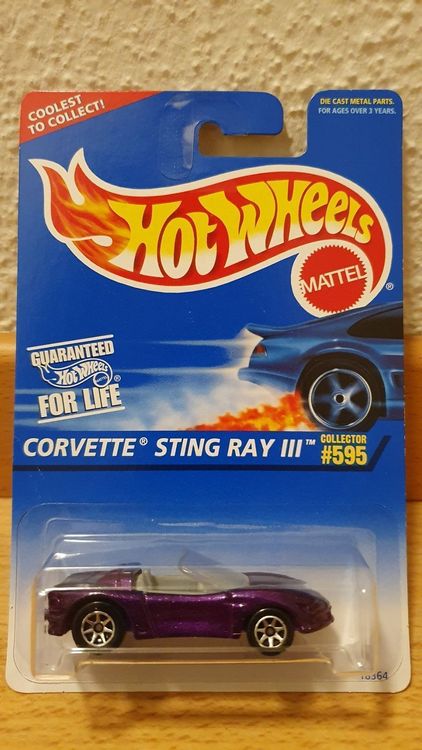 COOLEST
TO COLLECT!
DIE CAST METAL PARTS.
FOR AGES OVER 3 YEARS.
HOT WHEELS
MATTEL
®
GUARANTEED
Hot Wheels®
FOR LIFE
CORVETTE® STING RAY III™
COLLECTOR
#595